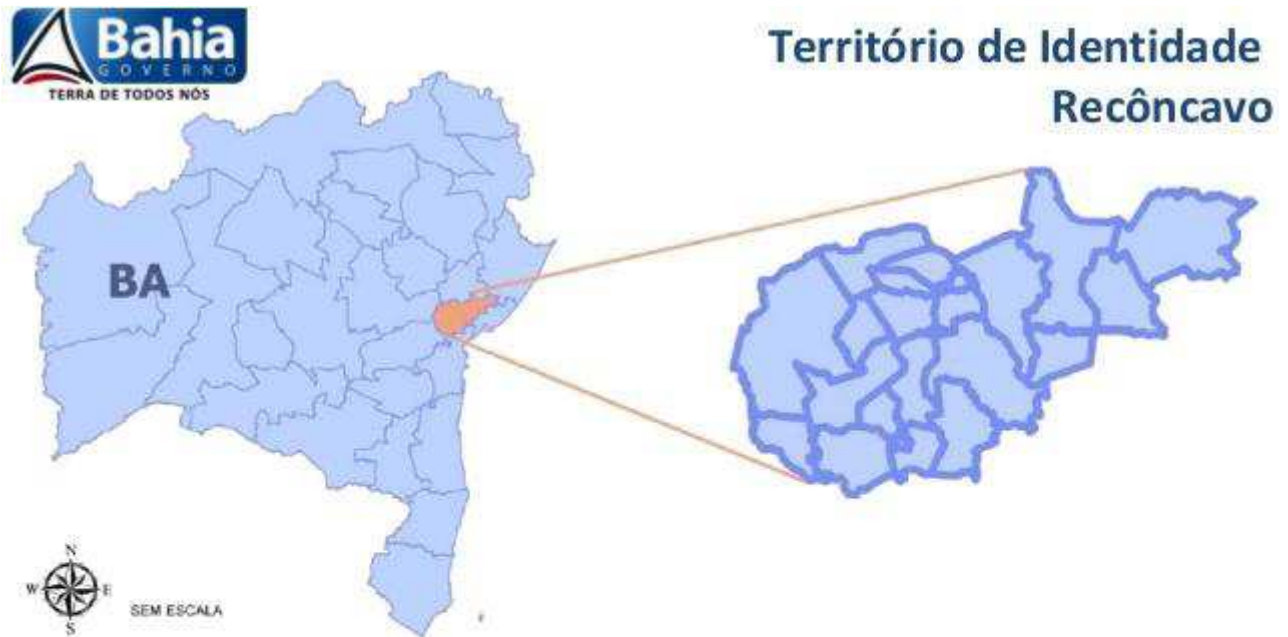 Bahia
GOVERNO
TERRA DE TODOS NÓS
Território de Identidade
Recôncavo
BA
N
W E
S
SEM ESCALA